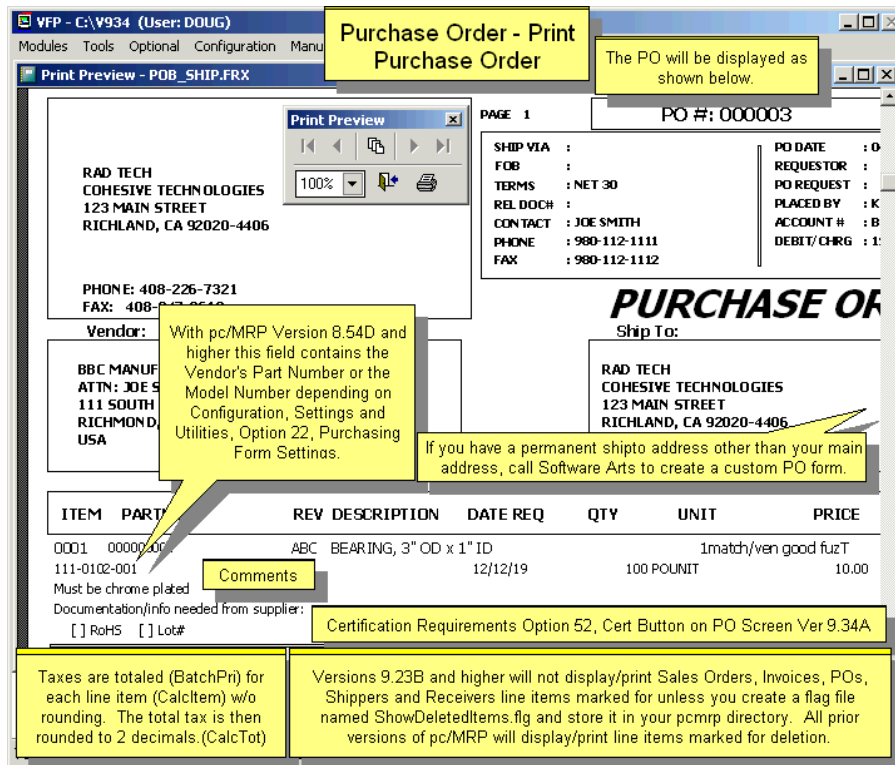 VFP - C:\V934 (User: DOUG)
Modules Tools Optional Configuration Manu
Purchase Order - Print
Purchase Order
The PO will be displayed as
shown below.
Print Preview - POB_SHIP.FRX
Print Preview
100%
PAGE 1
PO #: 000003
RAD TECH
COHESIVE TECHNOLOGIES
123 MAIN STREET
RICHLAND, CA 92020-4406
PHONE: 408-226-7321
FAX: 408-
SHIP VIA :
FOB :
TERMS : NET 30
REL DOC# :
CONTACT : JOE SMITH
PHONE : 980-112-1111
FAX : 980-112-1112
PO DATE : 0
REQUESTOR :
PO REQUEST :
PLACED BY : K
ACCOUNT # : B
DEBIT/CHRG : 1
PURCHASE OR
Vendor:
Ship To:
BBC MANUF
ATTN: JOE S
111 SOUTH
RICHMOND,
USA
RAD TECH
COHESIVE TECHNOLOGIES
123 MAIN STREET
RICHLAND, CA 92020-4406
With pc/MRP Version 8.54D and
higher this field contains the
Vendor's Part Number or the
Model Number depending on
Configuration, Settings and
Utilities, Option 22, Purchasing
Form Settings.
If you have a permanent shipto address other than your main
address, call Software Arts to create a custom PO form.
ITEM PART REV DESCRIPTION DATE REQ QTY UNIT PRICE
0001 ABC BEARING, 3" OD x 1" ID 1match/ven good fuzT
111-0102-001 12/12/19 100 POUNIT 10.00
Must be chrome plated
Comments
Documentation/info needed from supplier:
[ ] RoHS [ ] Lot#
Certification Requirements Option 52, Cert Button on PO Screen Ver 9.34A
Taxes are totaled (BatchPri) for
each line item (CalcItem) w/o
rounding. The total tax is then
rounded to 2 decimals.(CalcTot)
Versions 9.23B and higher will not display/print Sales Orders, Invoices, POs,
Shippers and Receivers line items marked for unless you create a flag file
named ShowDeletedItems.flg and store it in your pcmrp directory. All prior
versions of pc/MRP will display/print line items marked for deletion.